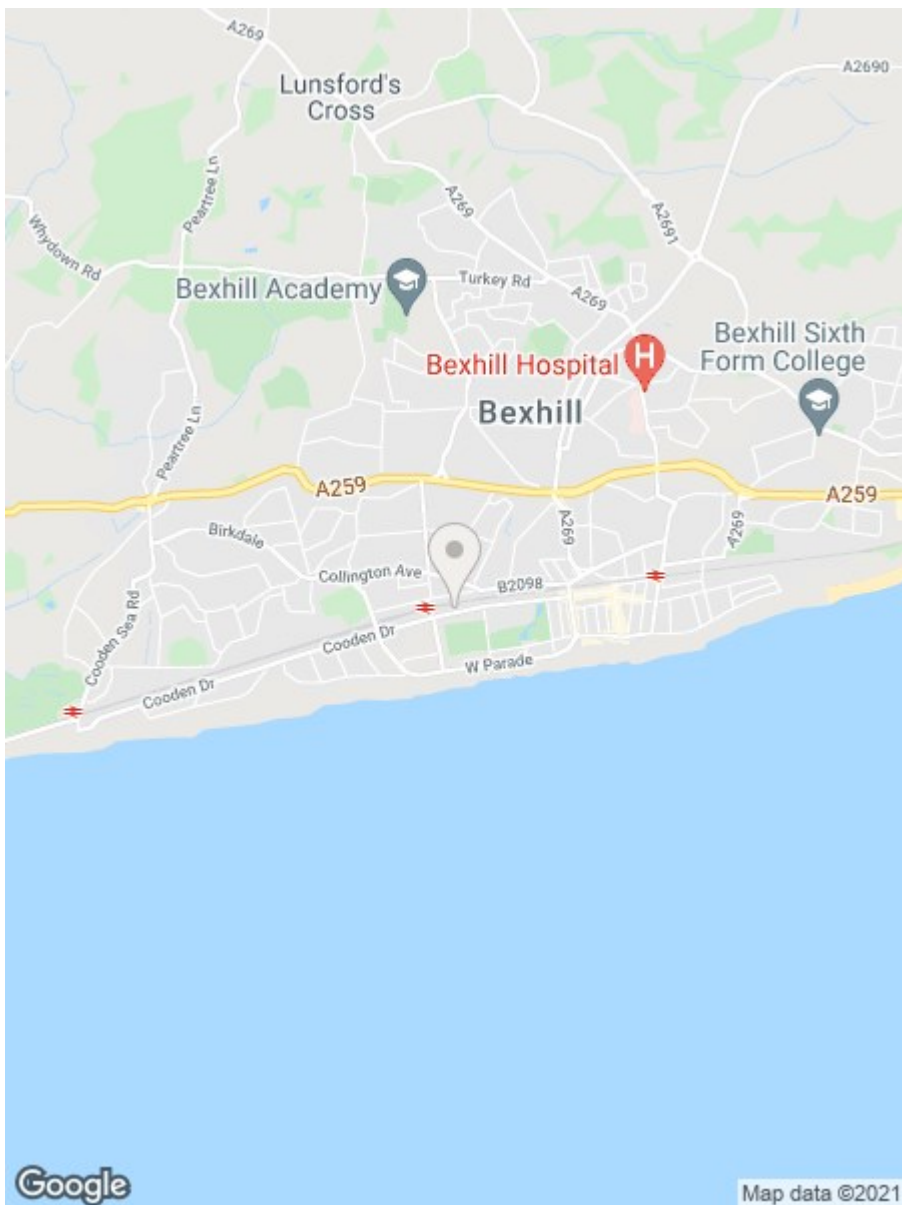 A269
A2690
Lunsford's
Cross
Peartree Ln
A269
A2691
Whydown Rd
Turkey Rd
Bexhill Academy
A269
Bexhill Sixth
Form College
Bexhill Hospital
H
Bexhill
Peartree Ln
A259
A259
A269
A269
Birkdale
Collington Ave
B2098
Cooden Sea Rd
Cooden Dr
W Parade
Cooden Dr
Google
Map data ©2021